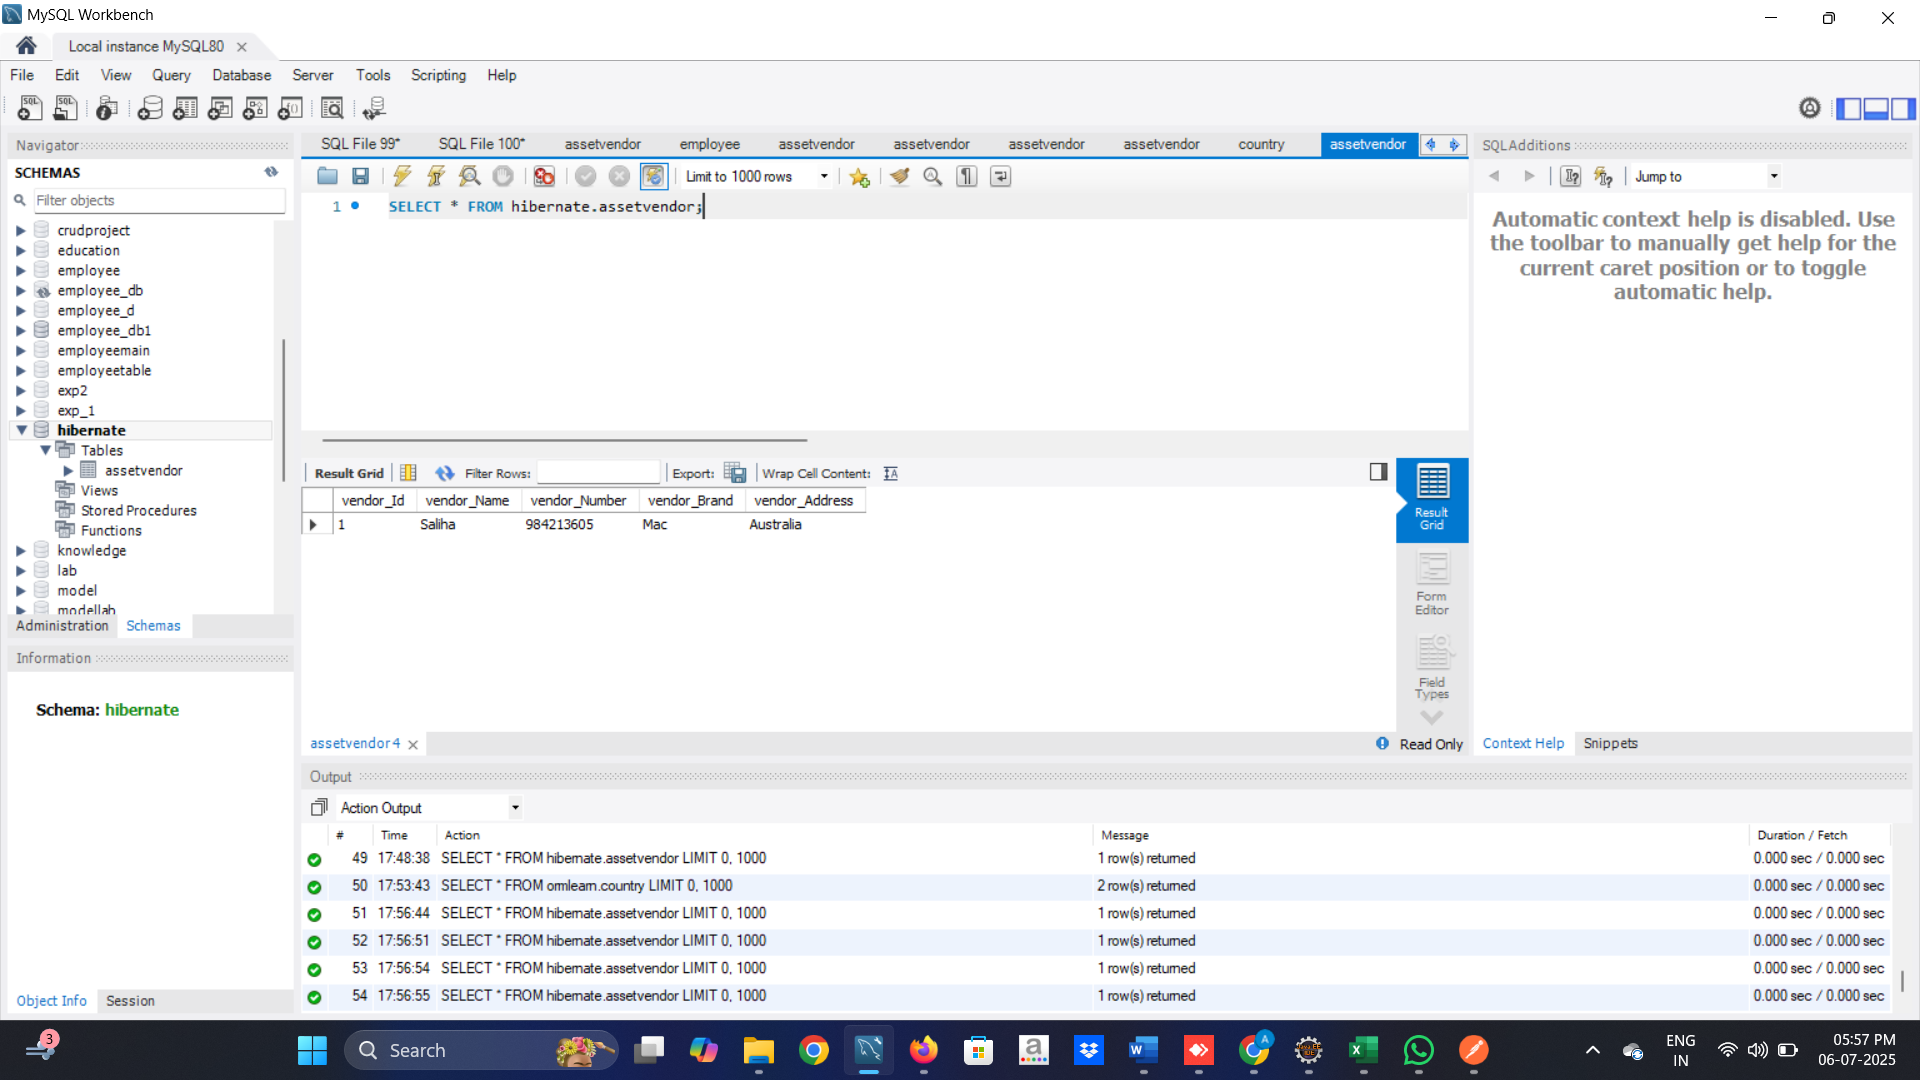 MySQL Workbench
Local instance MySQL80
File Edit View Query Database Server Tools Scripting Help
Navigator
SCHEMAS
Filter objects
crudproject
education
employee
employee_db
employee_d
employee_db1
employeemain
employeetable
exp2
exp_1
hibernate
Tables
assetvendor
Views
Stored Procedures
Functions
knowledge
lab
model
modellab
Administration Schemas
Information
Schema: hibernate
Object Info Session
SQL File 99* SQL File 100* assetvendor employee assetvendor assetvendor assetvendor assetvendor country assetvendor
Limit to 1000 rows
1 SELECT * FROM hibernate.assetvendor;
Result Grid Filter Rows: Export: Wrap Cell Content:
vendor_Id vendor_Name vendor_Number vendor_Brand vendor_Address
1 Saliha 984213605 Mac Australia
Result
Grid
Form
Editor
Field
Types
assetvendor 4
Read Only
SQLAdditions
Jump to
Automatic context help is disabled. Use
the toolbar to manually get help for the
current caret position or to toggle
automatic help.
Context Help Snippets
Output
Action Output
# Time Action Message Duration / Fetch
49 17:48:38 SELECT * FROM hibernate.assetvendor LIMIT 0, 1000 1 row(s) returned 0.000 sec / 0.000 sec
50 17:53:43 SELECT * FROM ormlearn.country LIMIT 0, 1000 2 row(s) returned 0.000 sec / 0.000 sec
51 17:56:44 SELECT * FROM hibernate.assetvendor LIMIT 0, 1000 1 row(s) returned 0.000 sec / 0.000 sec
52 17:56:51 SELECT * FROM hibernate.assetvendor LIMIT 0, 1000 1 row(s) returned 0.000 sec / 0.000 sec
53 17:56:54 SELECT * FROM hibernate.assetvendor LIMIT 0, 1000 1 row(s) returned 0.000 sec / 0.000 sec
54 17:56:55 SELECT * FROM hibernate.assetvendor LIMIT 0, 1000 1 row(s) returned 0.000 sec / 0.000 sec
3
Search
ENG
IN
05:57 PM
06-07-2025